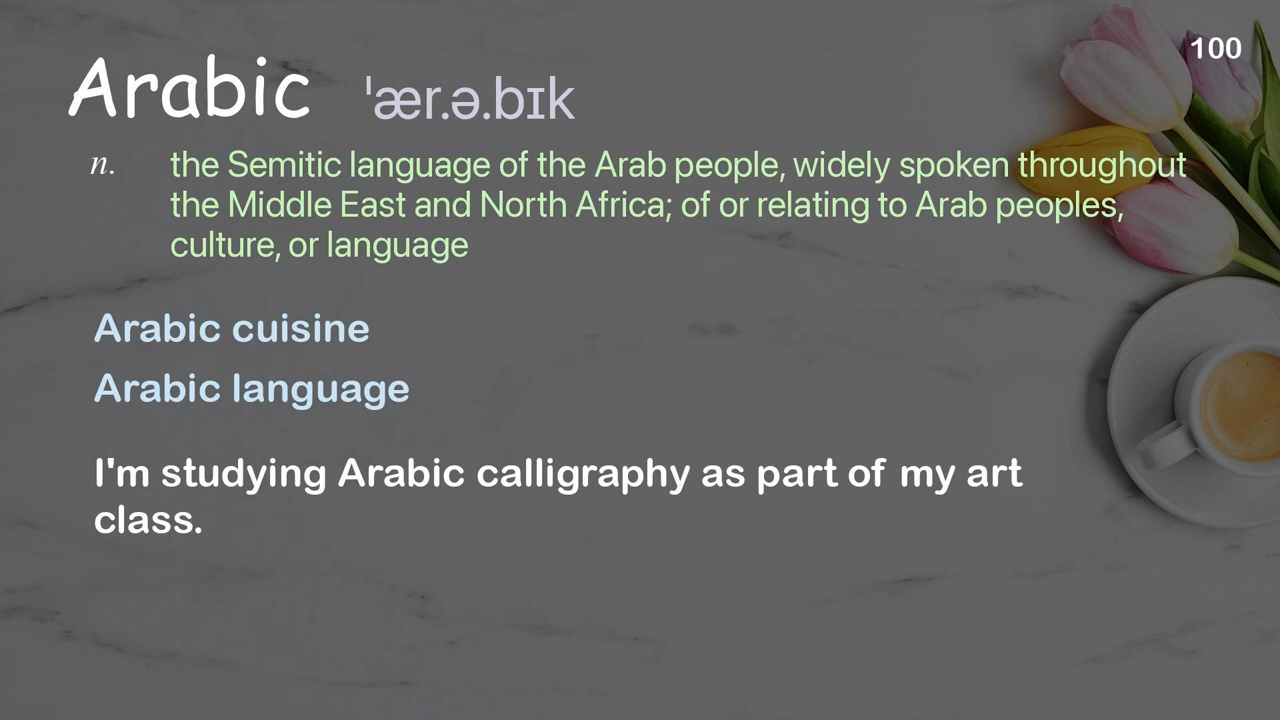 100
Arabic ˈær.ə.bɪk
n. the Semitic language of the Arab people, widely spoken throughout
the Middle East and North Africa; of or relating to Arab peoples,
culture, or language
Arabic cuisine
Arabic language
I'm studying Arabic calligraphy as part of my art
class.